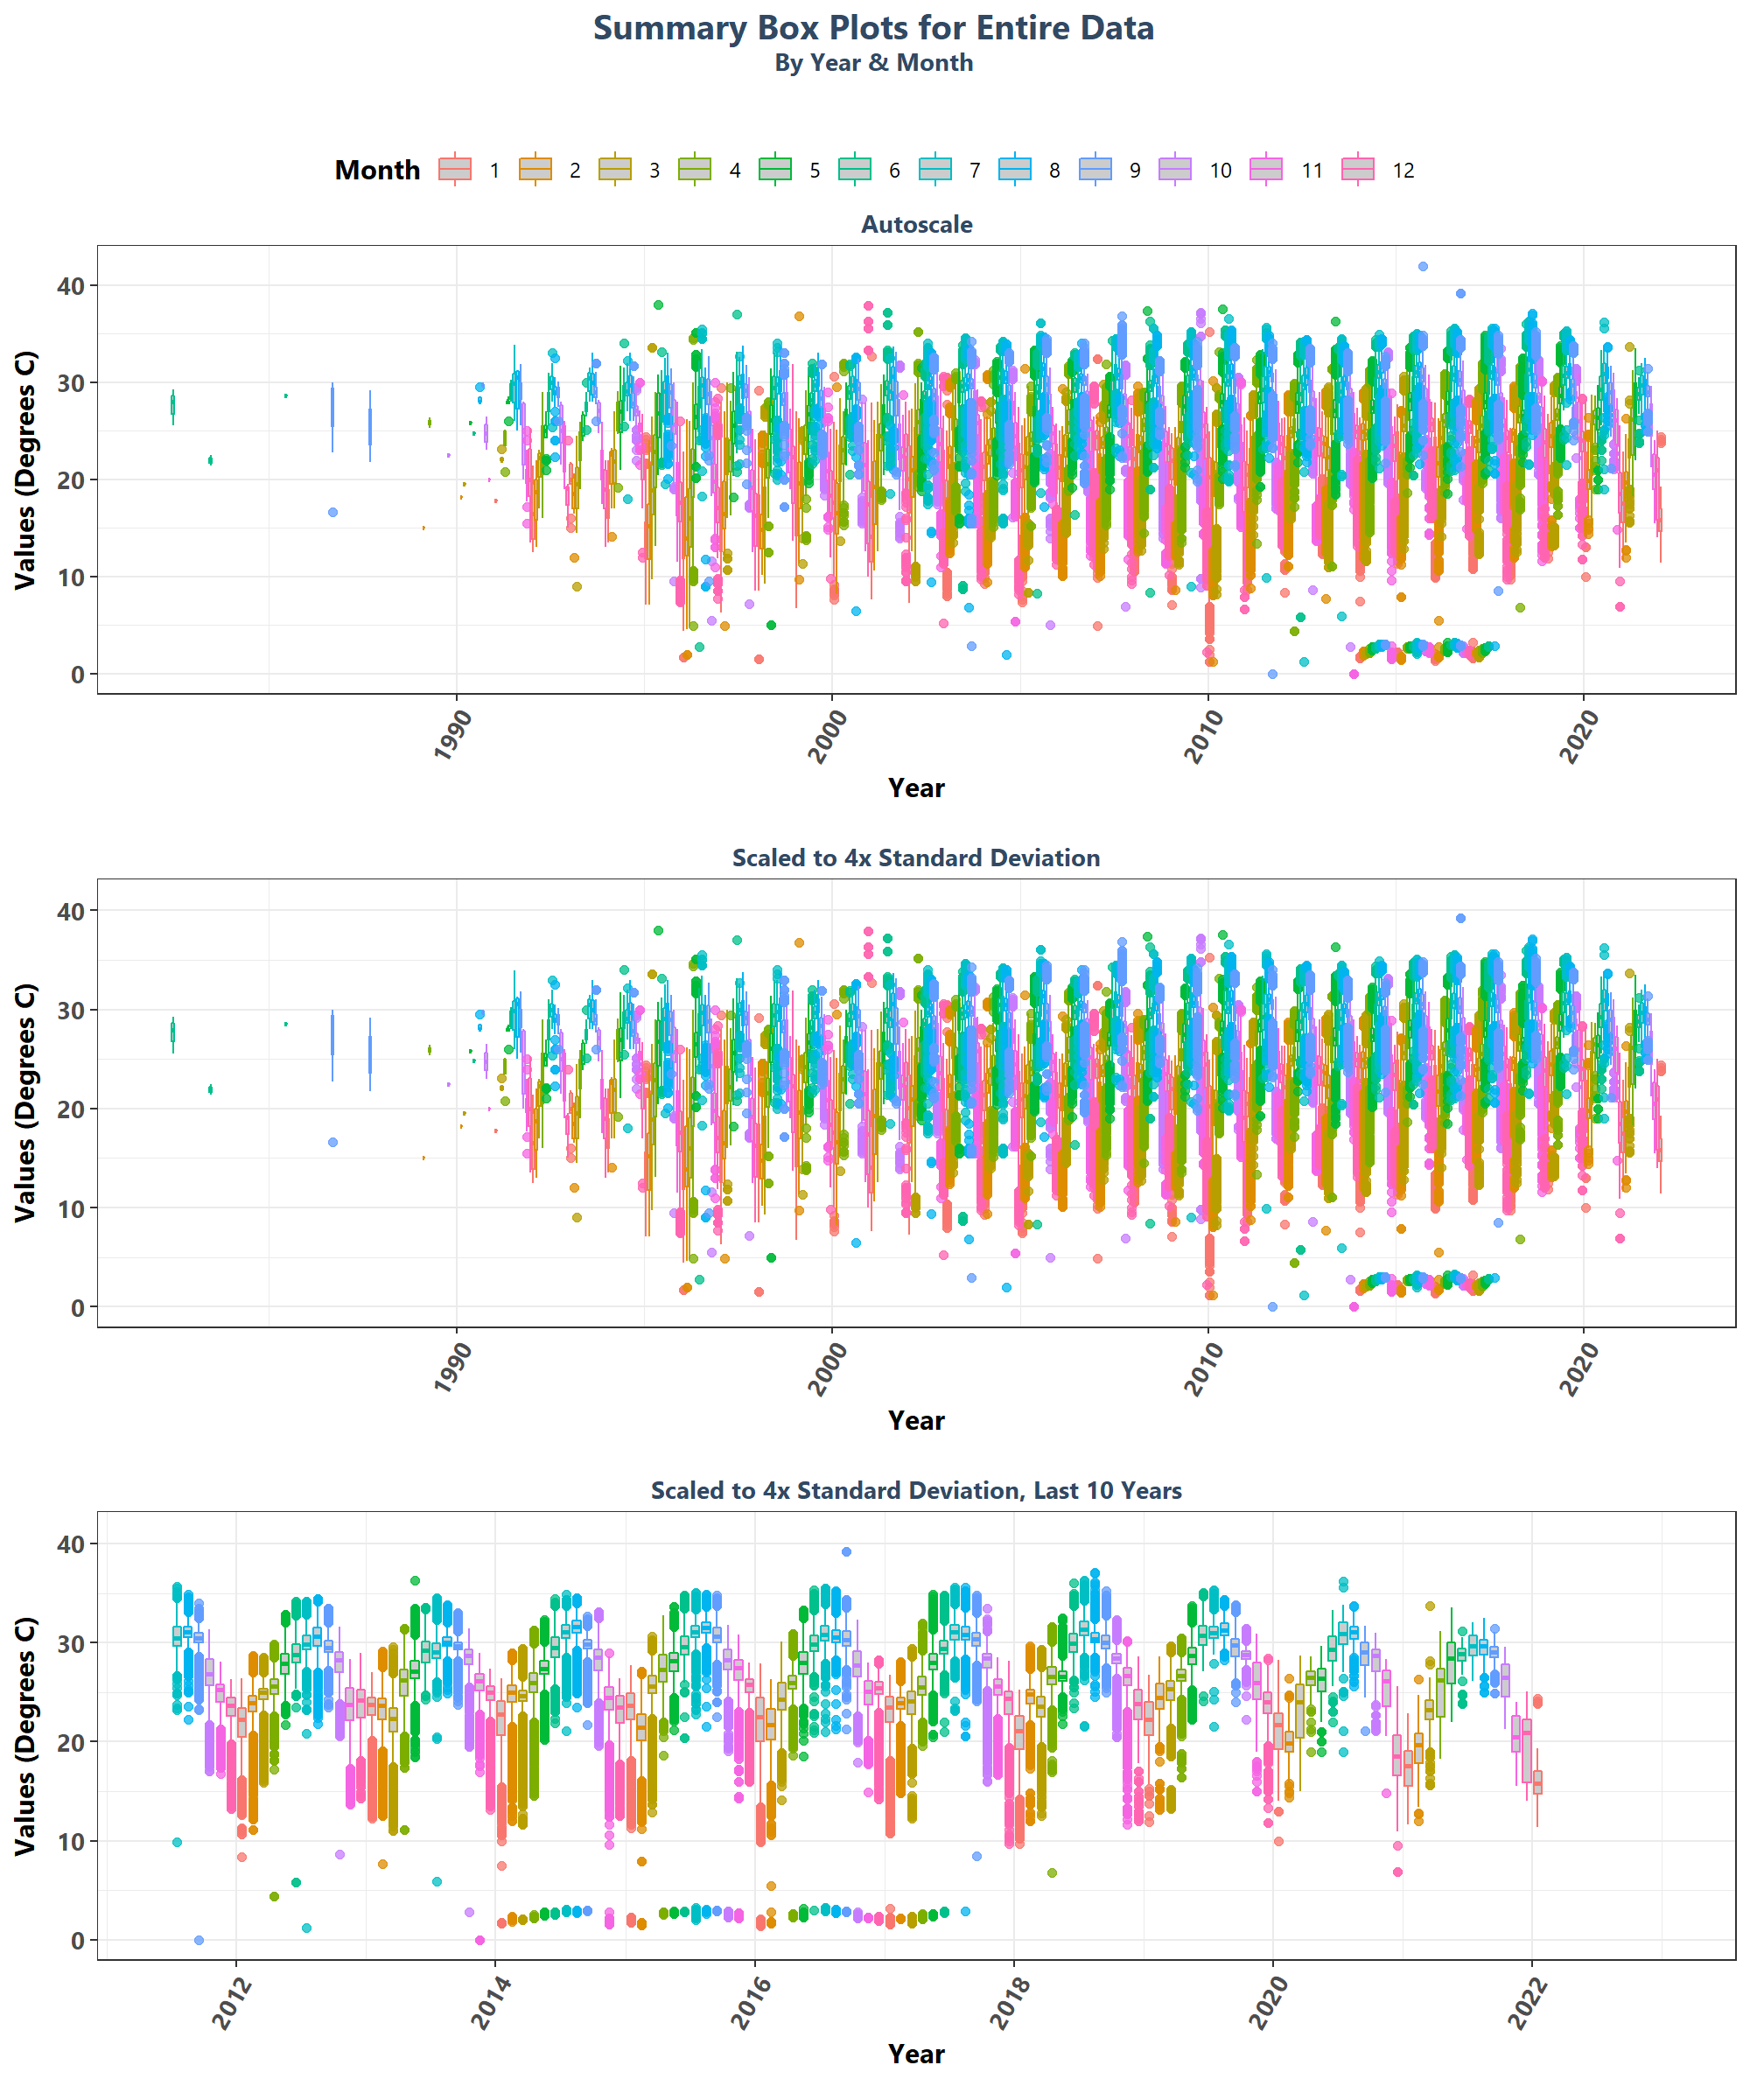 Summary Box Plots for Entire Data
By Year & Month
Month 1 2 3 4 5 6 7 8 9 10 11 12
Autoscale
Values (Degrees C)
40
30
20
10
0
1990 2000 2010 2020
Year
Scaled to 4x Standard Deviation
Values (Degrees C)
40
30
20
10
0
1990 2000 2010 2020
Year
Scaled to 4x Standard Deviation, Last 10 Years
Values (Degrees C)
40
30
20
10
0
2012 2014 2016 2018 2020 2022
Year